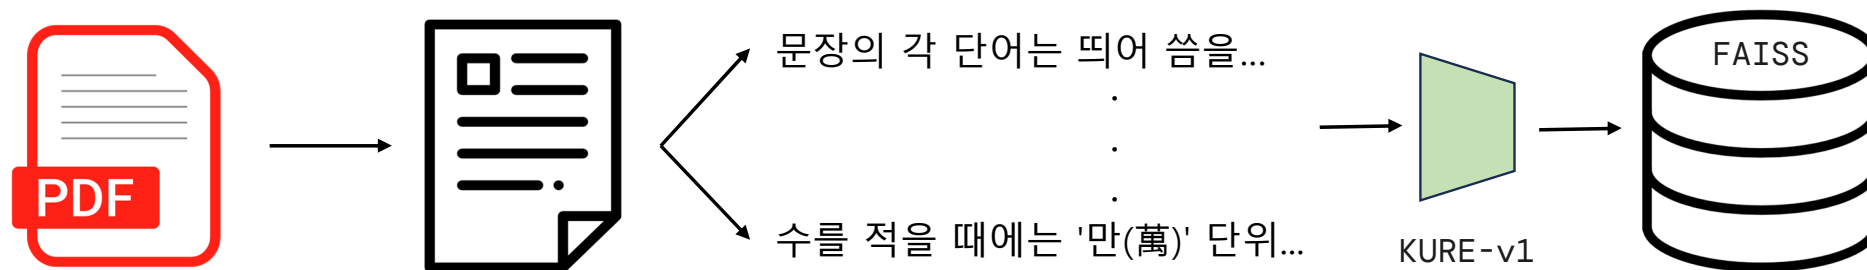 PDF
문장의 각 단어는 띄어 씀을...
.
.
.
수를 적을 때에는 '만(萬)' 단위...
KURE-v1
FAISS